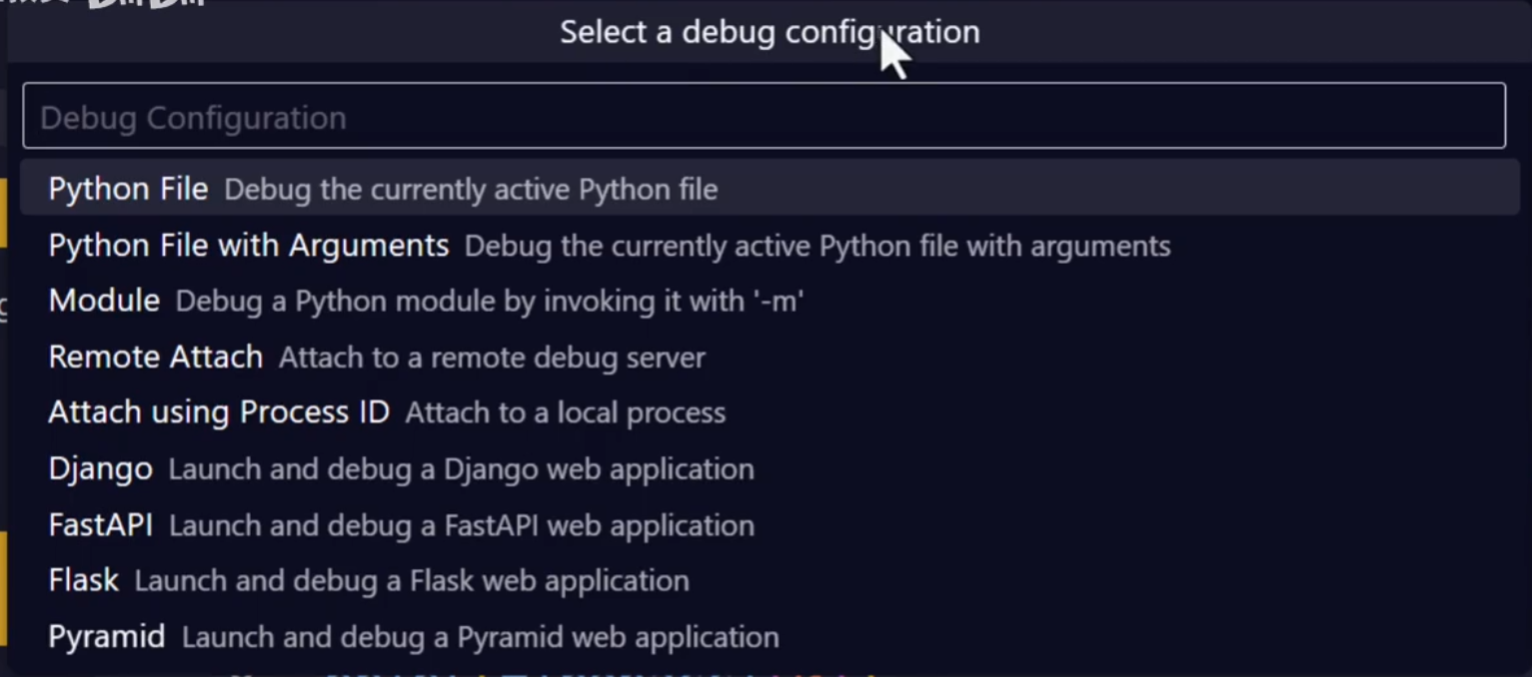 Select a debug configuration
Debug Configuration
Python File Debug the currently active Python file
Python File with Arguments Debug the currently active Python file with arguments
Module Debug a Python module by invoking it with '-m'
Remote Attach Attach to a remote debug server
Attach using Process ID Attach to a local process
Django Launch and debug a Django web application
FastAPI Launch and debug a FastAPI web application
Flask Launch and debug a Flask web application
Pyramid Launch and debug a Pyramid web application